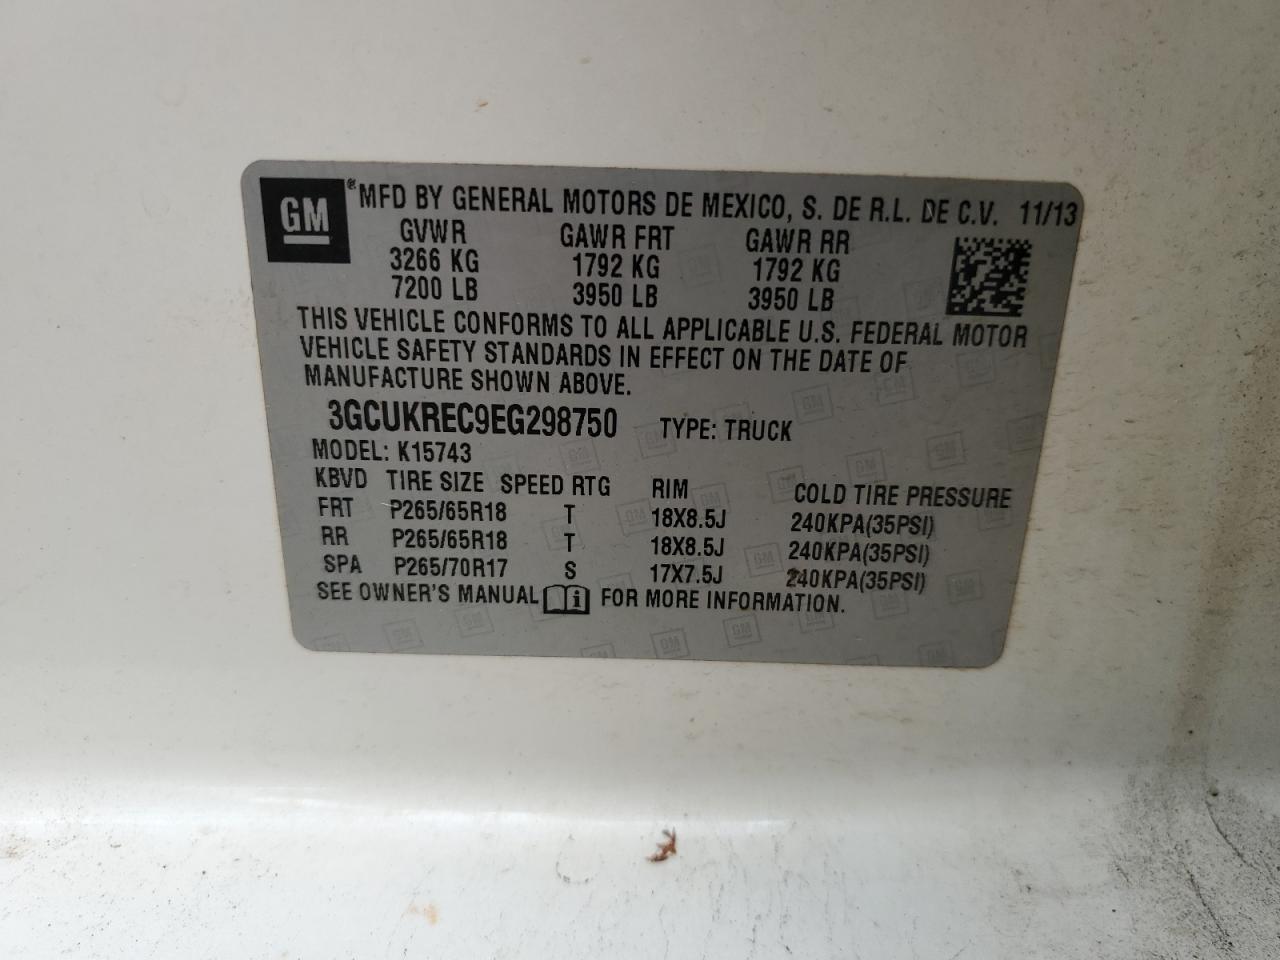 GM ® MFD BY GENERAL MOTORS DE MEXICO, S. DE R.L. DE C.V. 11/13
GVWR GAWR FRT GAWR RR
3266 KG 1792 KG 1792 KG
7200 LB 3950 LB 3950 LB
THIS VEHICLE CONFORMS TO ALL APPLICABLE U.S. FEDERAL MOTOR
VEHICLE SAFETY STANDARDS IN EFFECT ON THE DATE OF
MANUFACTURE SHOWN ABOVE.
3GCUKREC9EG298750 TYPE: TRUCK
MODEL: K15743
KBVD TIRE SIZE SPEED RTG RIM COLD TIRE PRESSURE
FRT P265/65R18 T 18X8.5J 240KPA(35PSI)
RR P265/65R18 T 18X8.5J 240KPA(35PSI)
SPA P265/70R17 S 17X7.5J 240KPA(35PSI)
SEE OWNER'S MANUAL i FOR MORE INFORMATION.